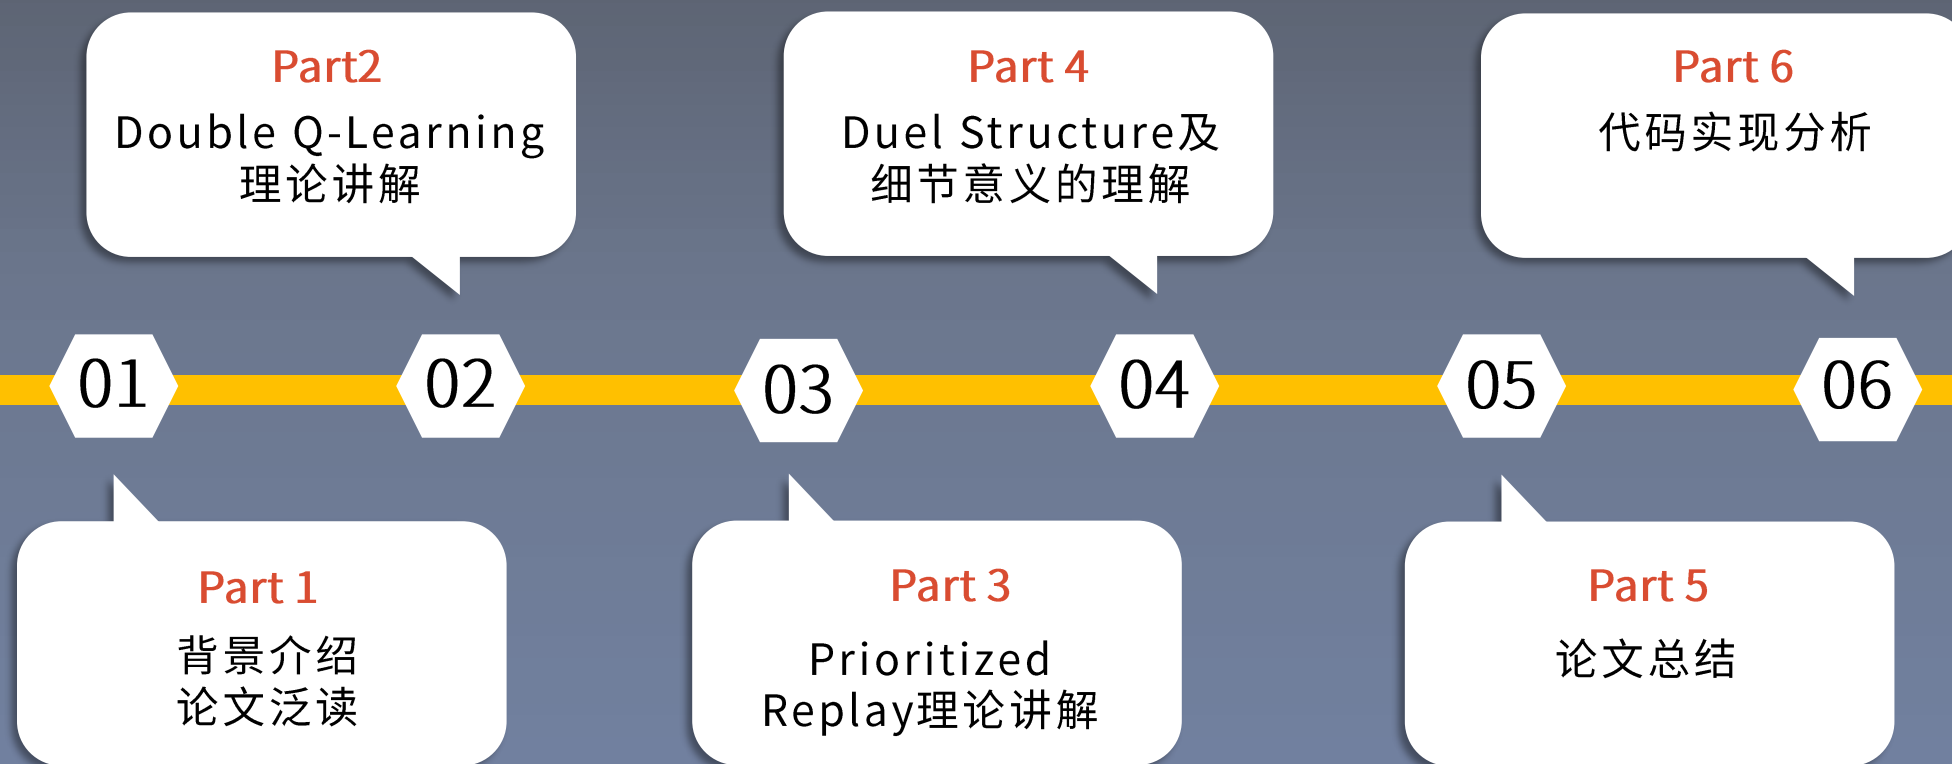 Part2
Double Q-Learning
理论讲解
Part 4
Duel Structure及
细节意义的理解
Part 6
代码实现分析
01
02
03
04
05
06
Part 1
背景介绍
论文泛读
Part 3
Prioritized
Replay理论讲解
Part 5
论文总结